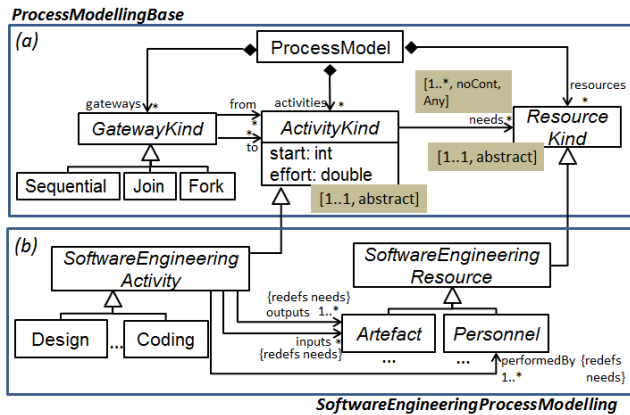 ProcessModellingBase
(a)
ProcessModel
[1..*, noCont,
Any]
resources
*
gateways
*
from
*
*
to
activities
*
needs
*
GatewayKind
ActivityKind
start: int
effort: double
Resource
Kind
[1..1, abstract]
Sequential
Join
Fork
[1..1, abstract]
(b)
SoftwareEngineering
Activity
SoftwareEngineering
Resource
{redefs needs}
outputs 1..*
inputs *
{redefs needs}
Design
...
Coding
Artefact
Personnel
...
...
performedBy {redefs
1..* needs}
SoftwareEngineeringProcessModelling